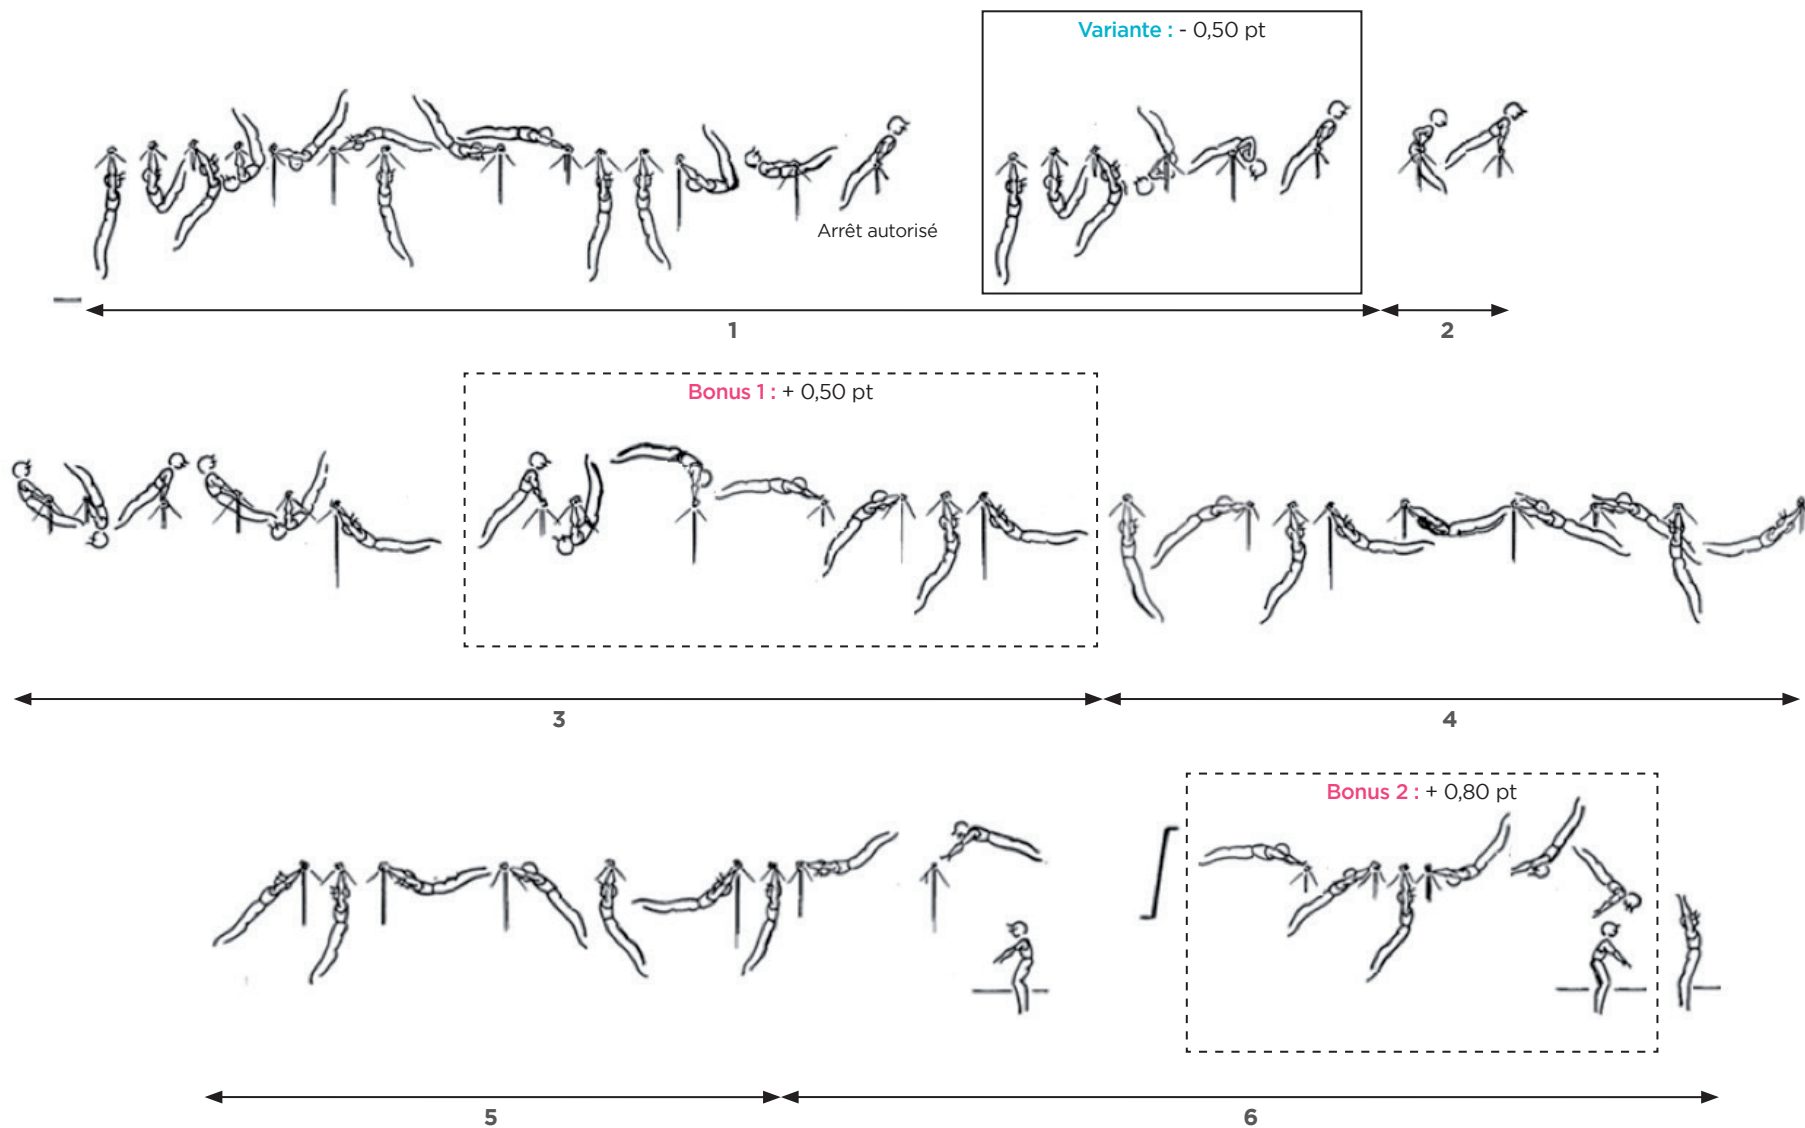 Variante : - 0,50 pt
Arrêt autorisé
1
2
Bonus 1 : + 0,50 pt
3
4
Bonus 2 : + 0,80 pt
5
6